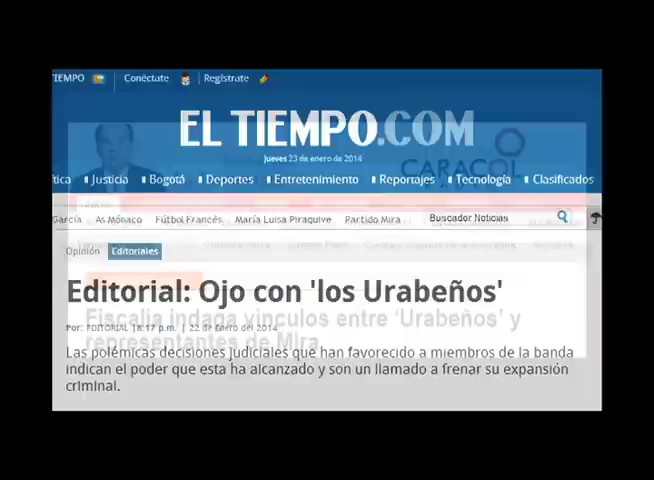 TIEMPO Conéctate Regístrate
EL TIEMPO.COM
Jueves 23 de enero de 2014
CARACOL
tica Justicia Bogotá Deportes Entretenimiento Reportajes Tecnología Clasificados
García As Mónaco Fútbol Francés María Luisa Piraquive Partido Mira Buscador Noticias
Opinión Editoriales
Editorial: Ojo con 'los Urabeños'
Fiscalía indaga vínculos entre 'Urabeños' y
Por: EDITORIAL | 8:17 p.m. | 22 de Enero del 2014
representantes de Mira
Las polémicas decisiones judiciales que han favorecido a miembros de la banda
indican el poder que esta ha alcanzado y son un llamado a frenar su expansión
criminal.